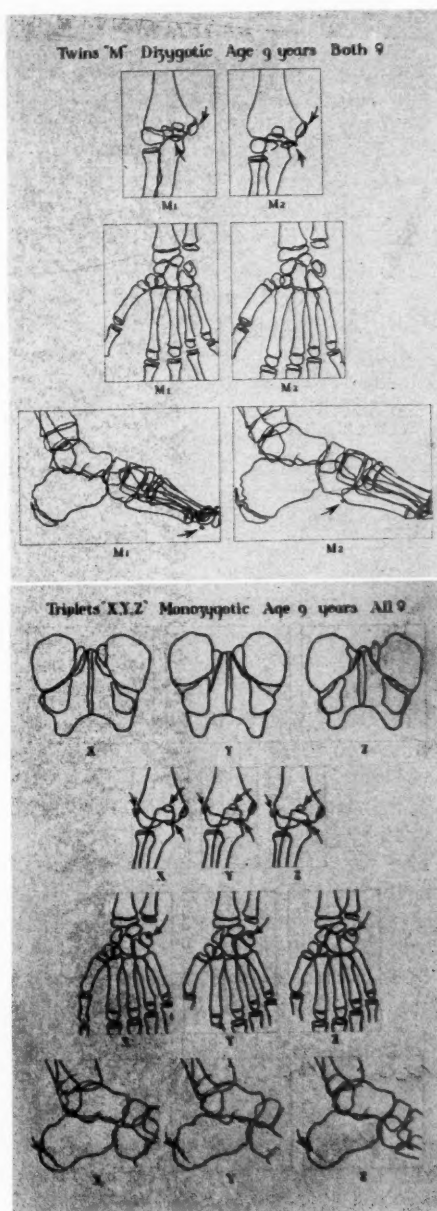 Twins "M" Dizygotic Age 9 years Both ♀
M1 M2
M1 M2
M1 M2
Triplets "X,Y,Z" Monozygotic Age 9 years All ♀
X Y Z
X Y Z
X Y Z
X Y Z